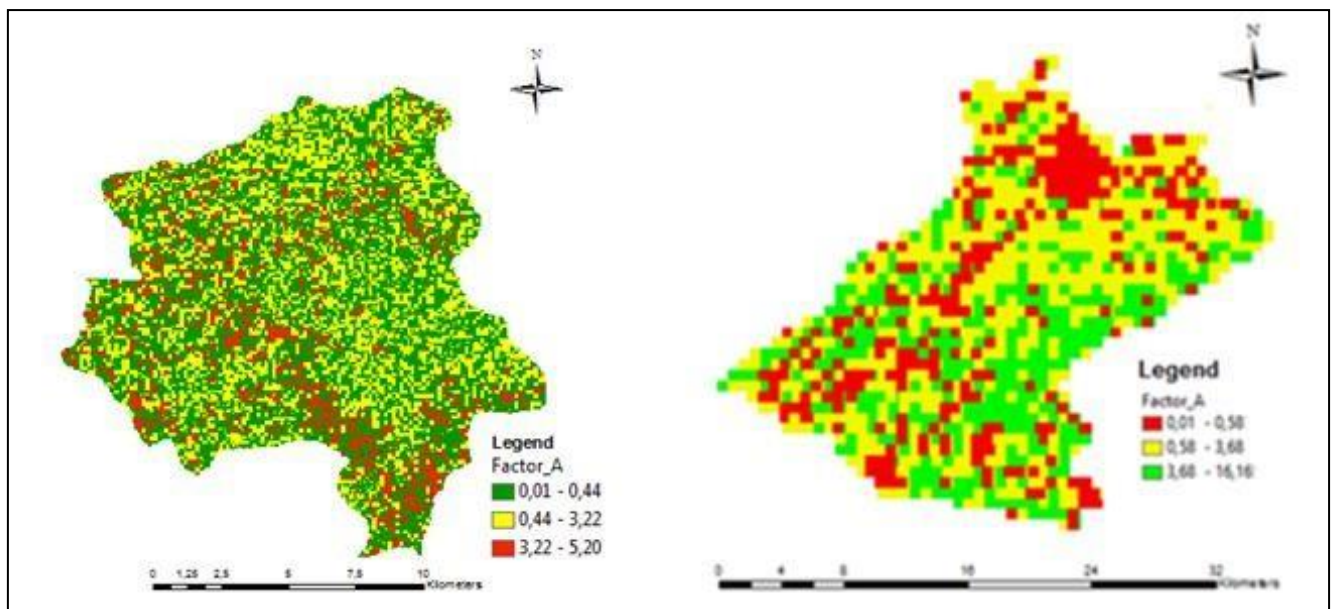 N
Legend
Factor_A
0,01 - 0,44
0,44 - 3,22
3,22 - 5,20
0 1,25 2,5 5 7,5 10
Kilometers
N
Legend
Factor_A
0,01 - 0,58
0,58 - 3,68
3,68 - 16,16
0 4 8 16 24 32
Kilometers